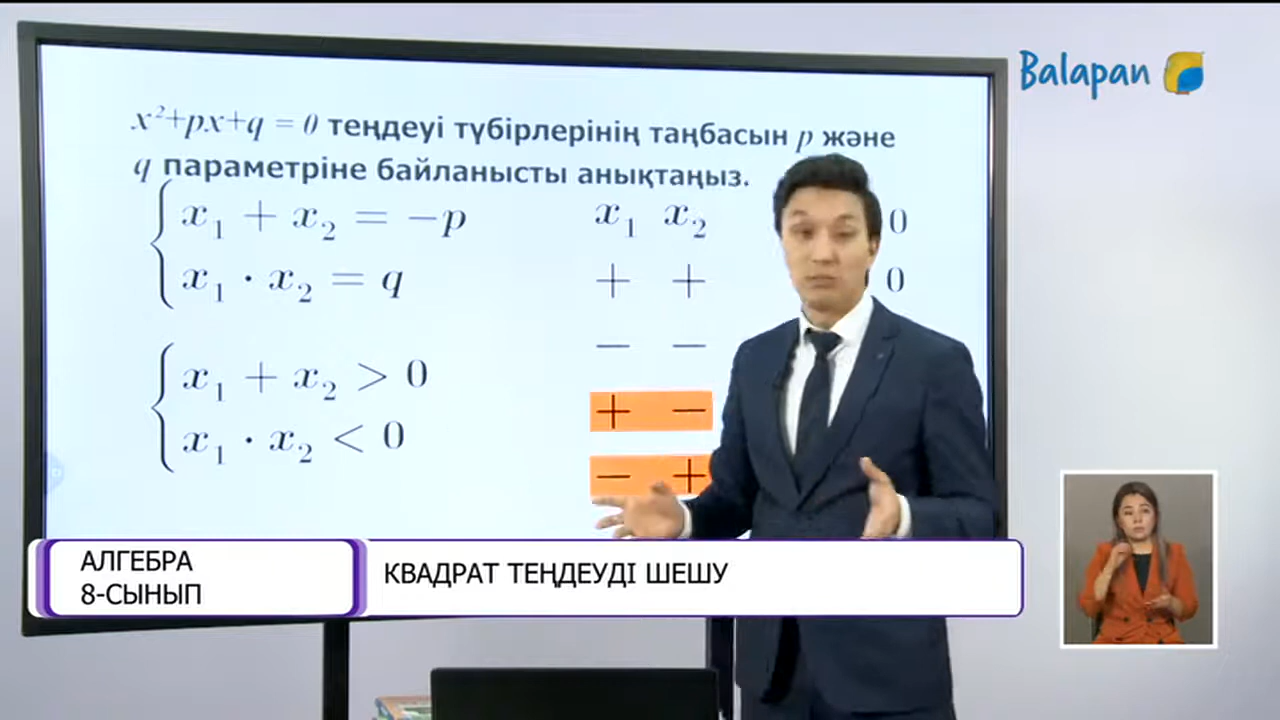 Balapan
x²+px+q = 0 теңдеуі түбірлерінің таңбасын p және
q параметріне байланысты анықтаңыз.
x₁ + x₂ = −p
x₁ · x₂ = q
x₁ + x₂ > 0
x₁ · x₂ < 0
x₁ x₂
+ +
− −
+ −
− +
0
0
АЛГЕБРА
8-СЫНЫП
КВАДРАТ ТЕҢДЕУДІ ШЕШУ